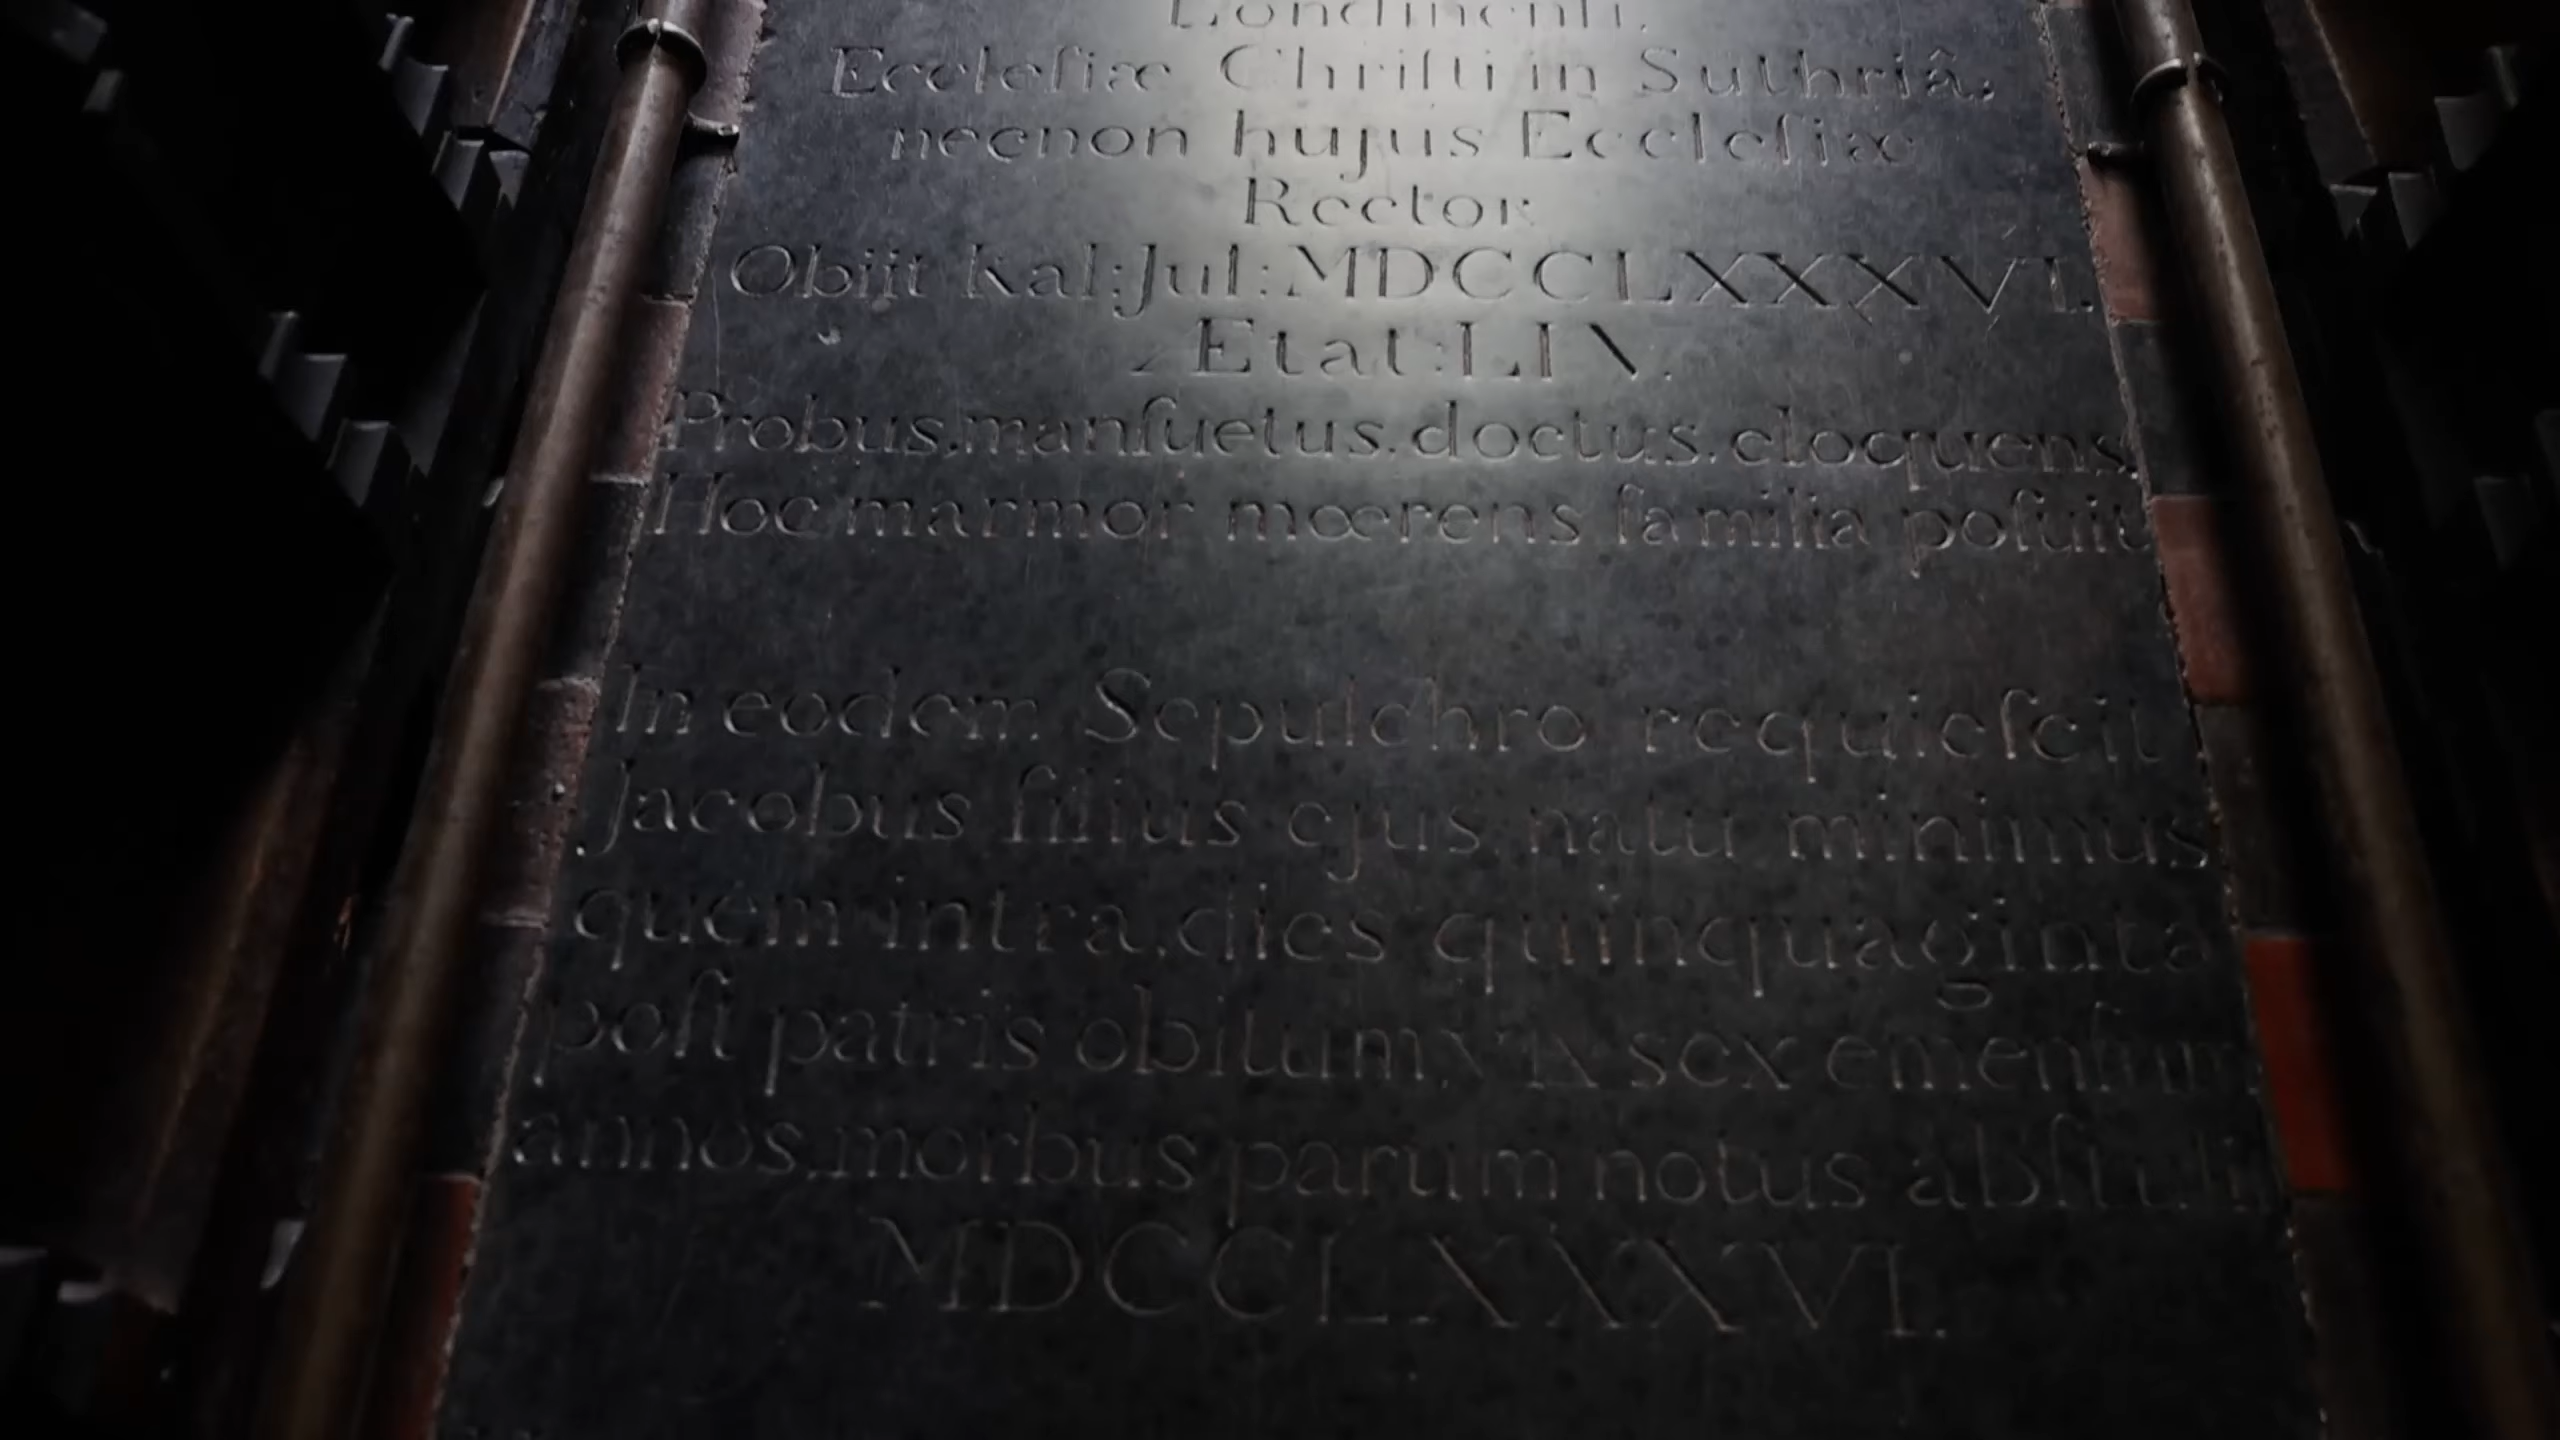 Londinenſi,
Eccleſiæ Chriſti in Suthriâ,
necnon hujus Eccleſiæ
Rector.
Obiit Kal: Jul: MDCCLXXXVI.
Ætat: LIV.
Probus, manſuetus, doctus, eloquens,
Hoc marmor mœrens familia poſuit
In eodem Sepulchro requieſcit
Jacobus filius ejus natu minimus
quem intra dies quinquaginta
poſt patris obitum, vix sex emenſum
annos, morbus parum notus abſtulit
MDCCLXXXVI.